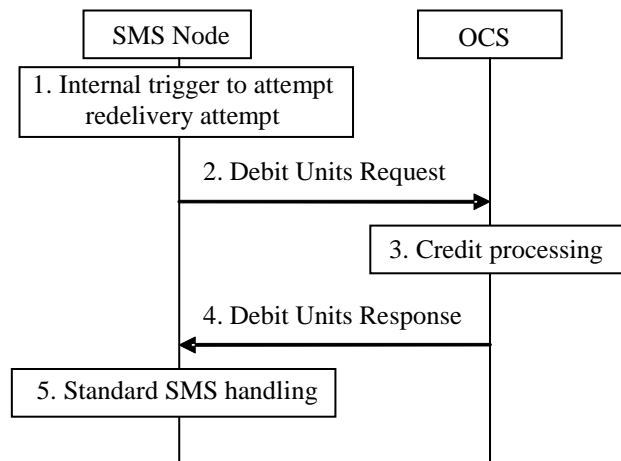 SMS Node
OCS
1. Internal trigger to attempt
redelivery attempt
2. Debit Units Request
3. Credit processing
4. Debit Units Response
5. Standard SMS handling